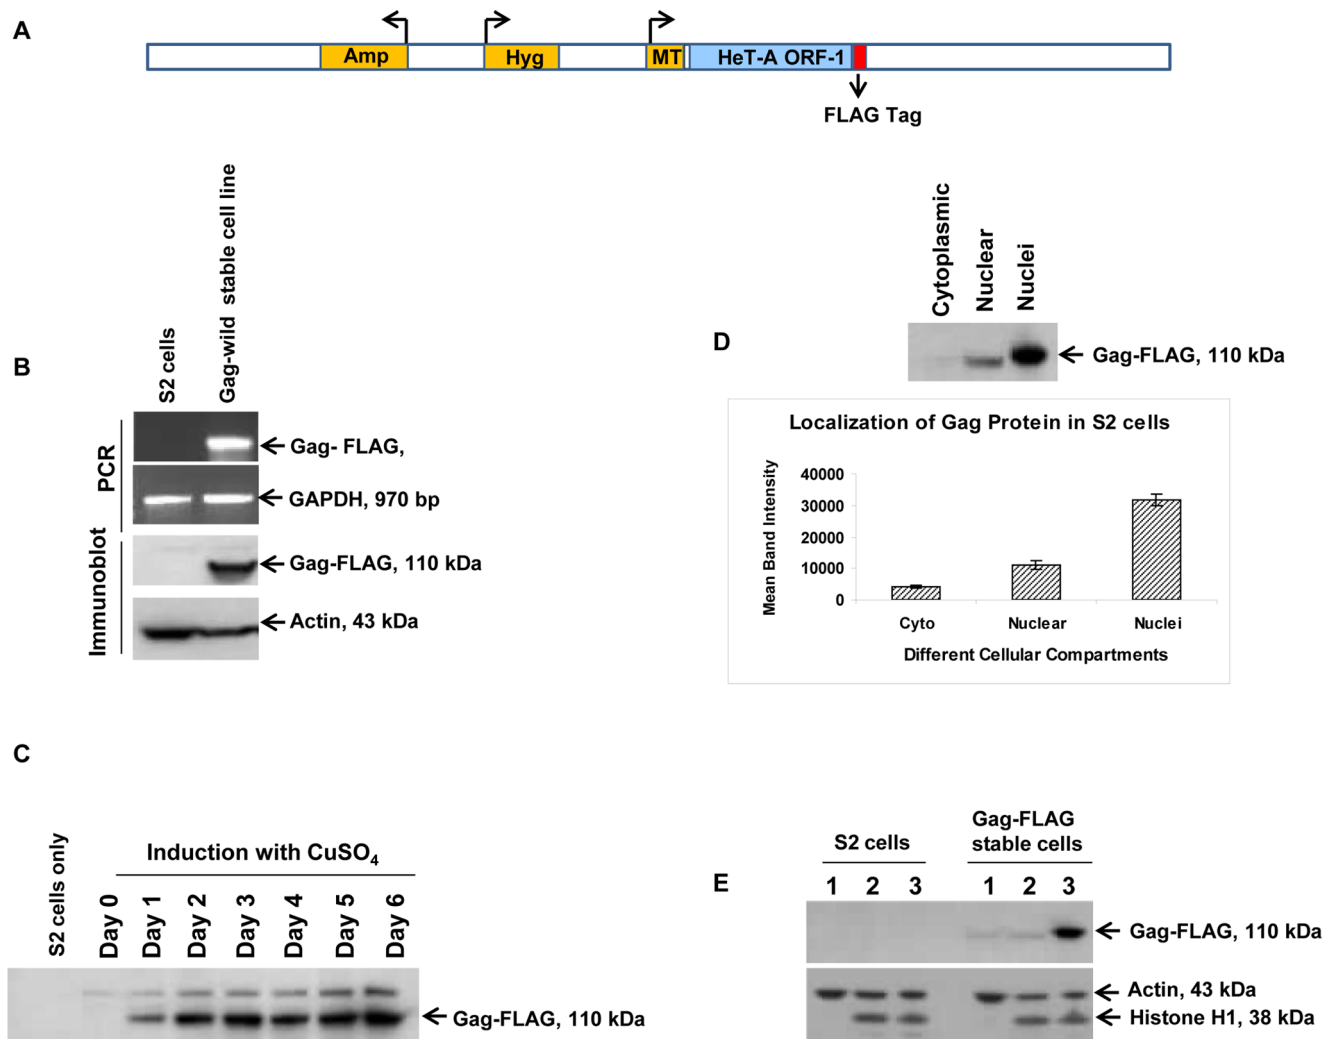 A
Amp
Hyg
MT
HeT-A ORF-1
FLAG Tag
B
S2 cells
Gag-wild stable cell line
PCR
Gag- FLAG,
GAPDH, 970 bp
Immunoblot
Gag-FLAG, 110 kDa
Actin, 43 kDa
C
S2 cells only
Induction with CuSO4
Day 0
Day 1
Day 2
Day 3
Day 4
Day 5
Day 6
Gag-FLAG, 110 kDa
D
Cytoplasmic
Nuclear
Nuclei
Gag-FLAG, 110 kDa
Localization of Gag Protein in S2 cells
Mean Band Intensity
40000
30000
20000
10000
0
Cyto
Nuclear
Nuclei
Different Cellular Compartments
E
S2 cells
Gag-FLAG
stable cells
1 2 3
1 2 3
Gag-FLAG, 110 kDa
Actin, 43 kDa
Histone H1, 38 kDa